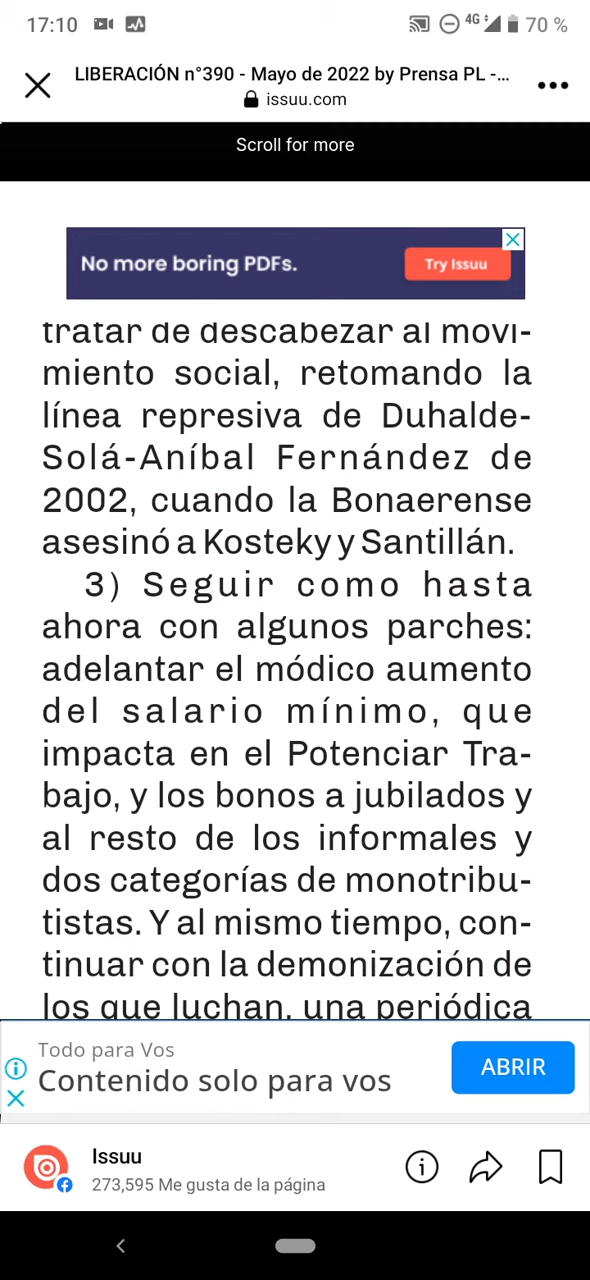 17:10
4G 70 %
LIBERACIÓN n°390 - Mayo de 2022 by Prensa PL -...
issuu.com
Scroll for more
No more boring PDFs.
Try Issuu
tratar de descabezar al movi-
miento social, retomando la
línea represiva de Duhalde-
Solá-Aníbal Fernández de
2002, cuando la Bonaerense
asesinó a Kosteky y Santillán.
3) Seguir como hasta
ahora con algunos parches:
adelantar el módico aumento
del salario mínimo, que
impacta en el Potenciar Tra-
bajo, y los bonos a jubilados y
al resto de los informales y
dos categorías de monotribu-
tistas. Y al mismo tiempo, con-
tinuar con la demonización de
los que luchan, una periódica
Todo para Vos
Contenido solo para vos
ABRIR
Issuu
273,595 Me gusta de la página